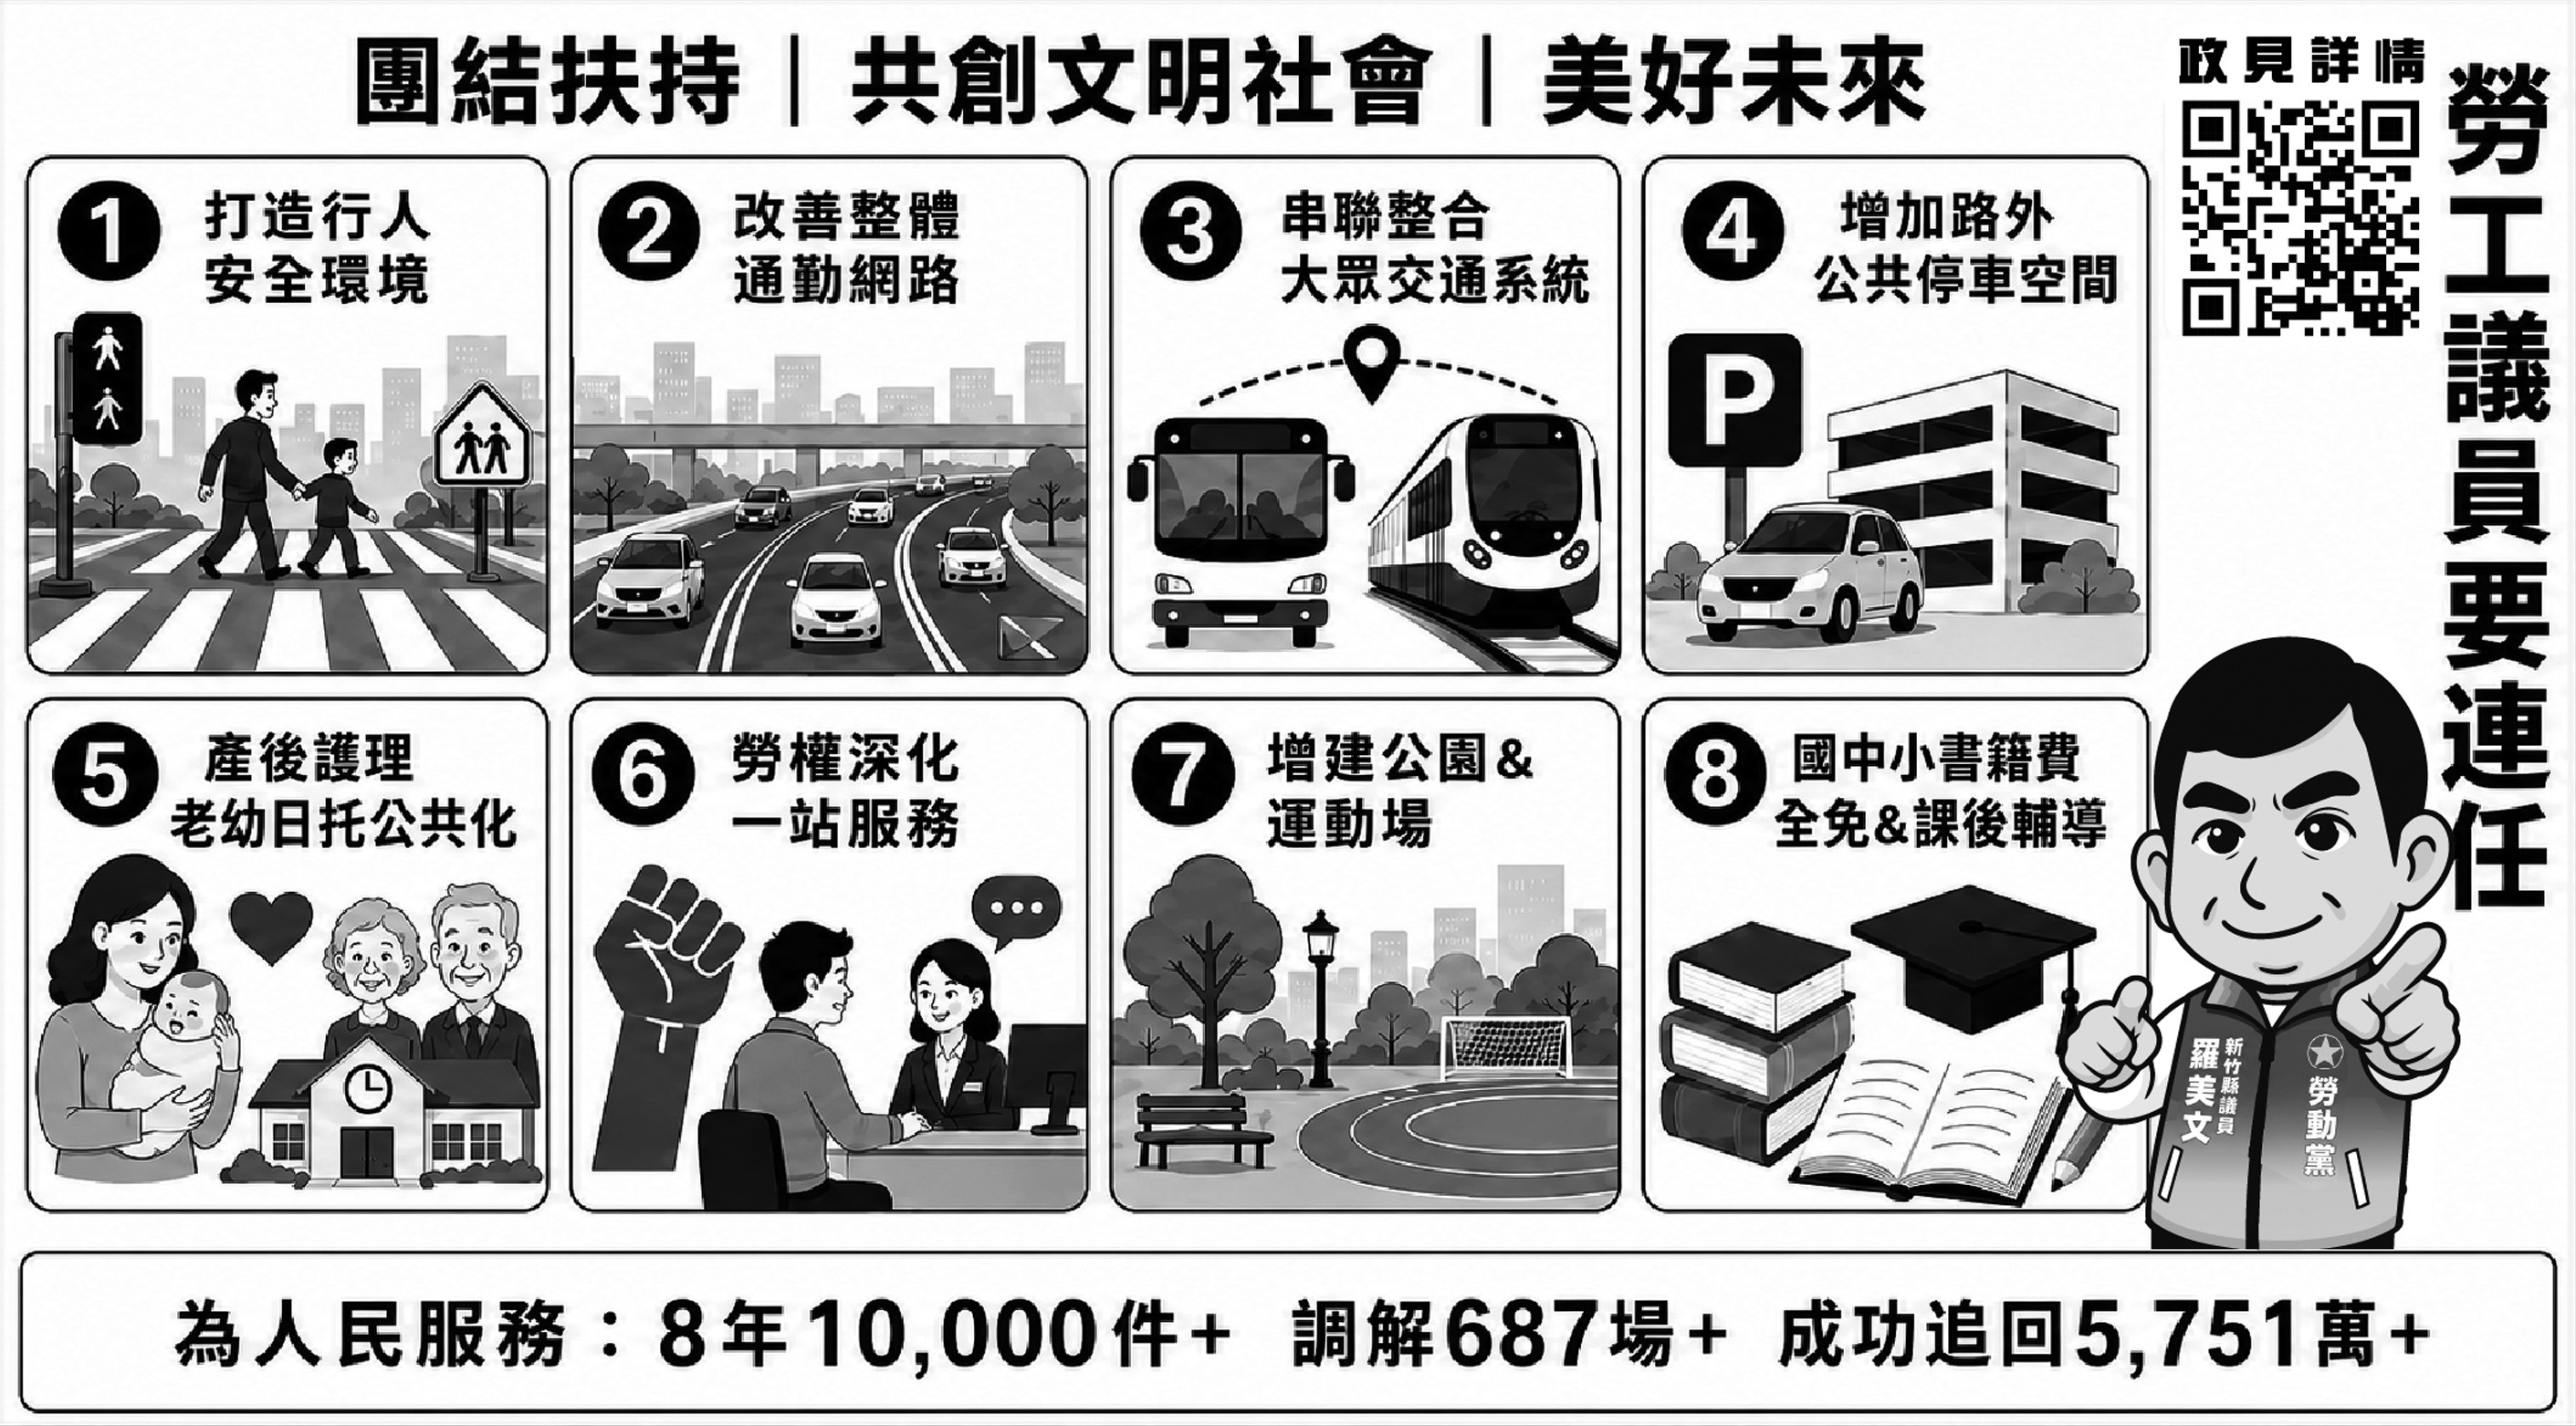 團結扶持｜共創文明社會｜美好未來
政見詳情
勞工議員要連任
1
打造行人
安全環境
2
改善整體
通勤網路
3
串聯整合
大眾交通系統
4
增加路外
公共停車空間
P
5
產後護理
老幼日托公共化
6
勞權深化
一站服務
7
增建公園&
運動場
8
國中小書籍費
全免&課後輔導
新竹縣議員
羅美文
勞動黨
為人民服務：8年10,000件+ 調解687場+ 成功追回5,751萬+